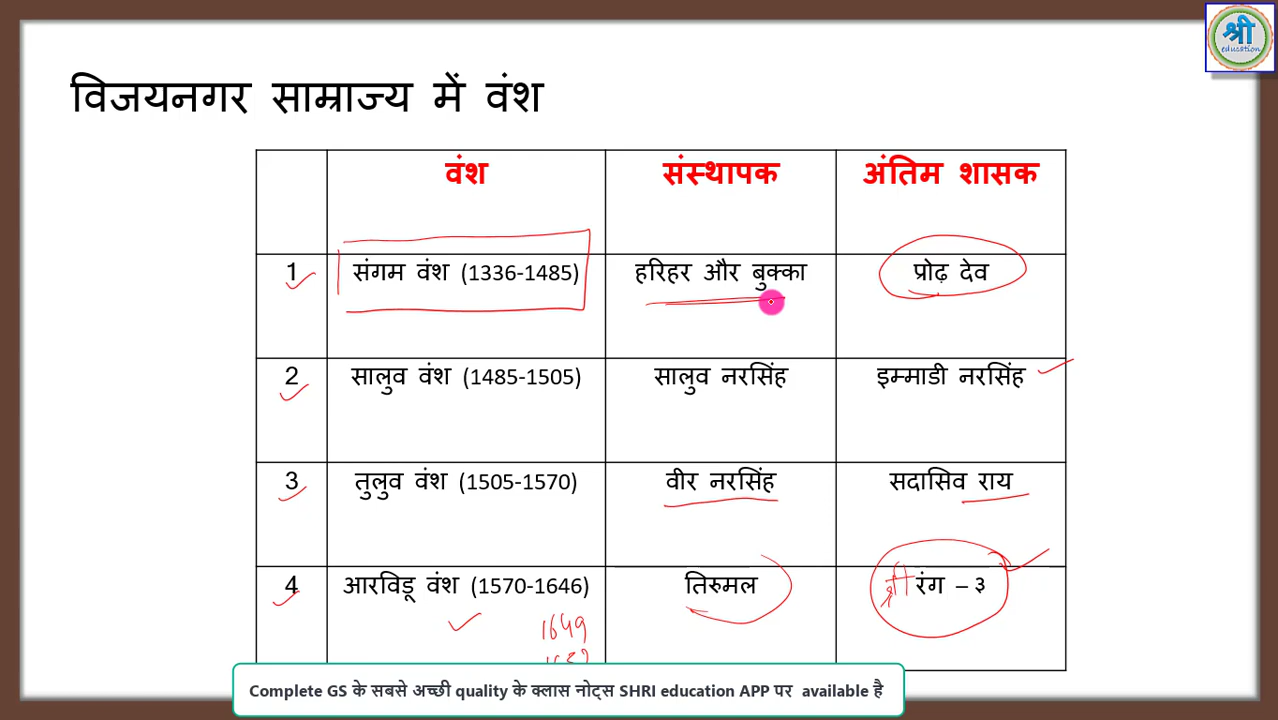 श्री
education
विजयनगर साम्राज्य में वंश
वंश संस्थापक अंतिम शासक
1 संगम वंश (1336-1485) हरिहर और बुक्का प्रोढ़ देव
2 सालुव वंश (1485-1505) सालुव नरसिंह इम्माडी नरसिंह
3 तुलुव वंश (1505-1570) वीर नरसिंह सदासिव राय
4 आरविडू वंश (1570-1646) तिरुमल श्री रंग – ३
1649
Complete GS के सबसे अच्छी quality के क्लास नोट्स SHRI education APP पर available है